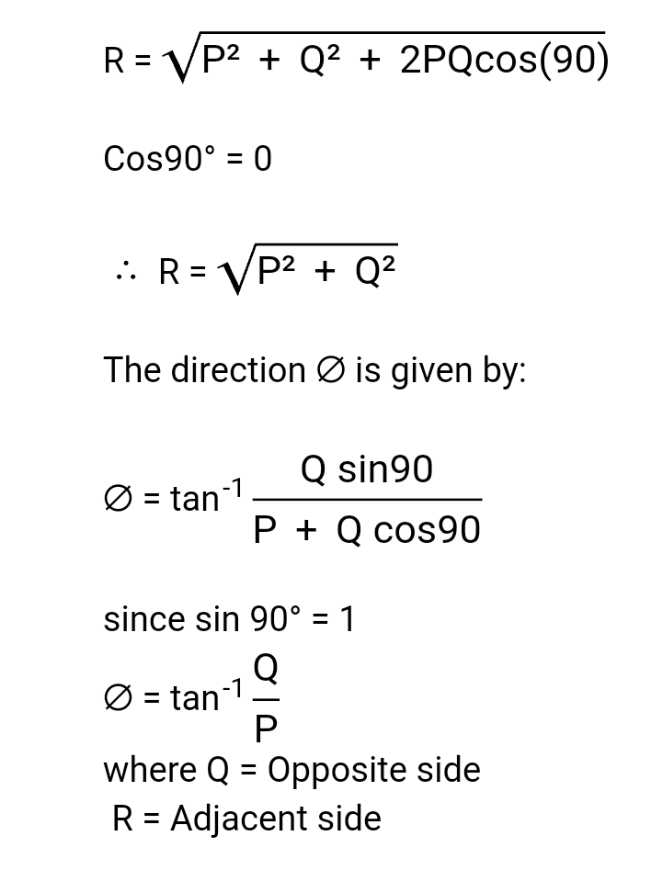 R = √P² + Q² + 2PQcos(90)
Cos90° = 0
∴ R = √P² + Q²
The direction ∅ is given by:
∅ = tan⁻¹ Q sin90
P + Q cos90
since sin 90° = 1
∅ = tan⁻¹ Q
P
where Q = Opposite side
R = Adjacent side